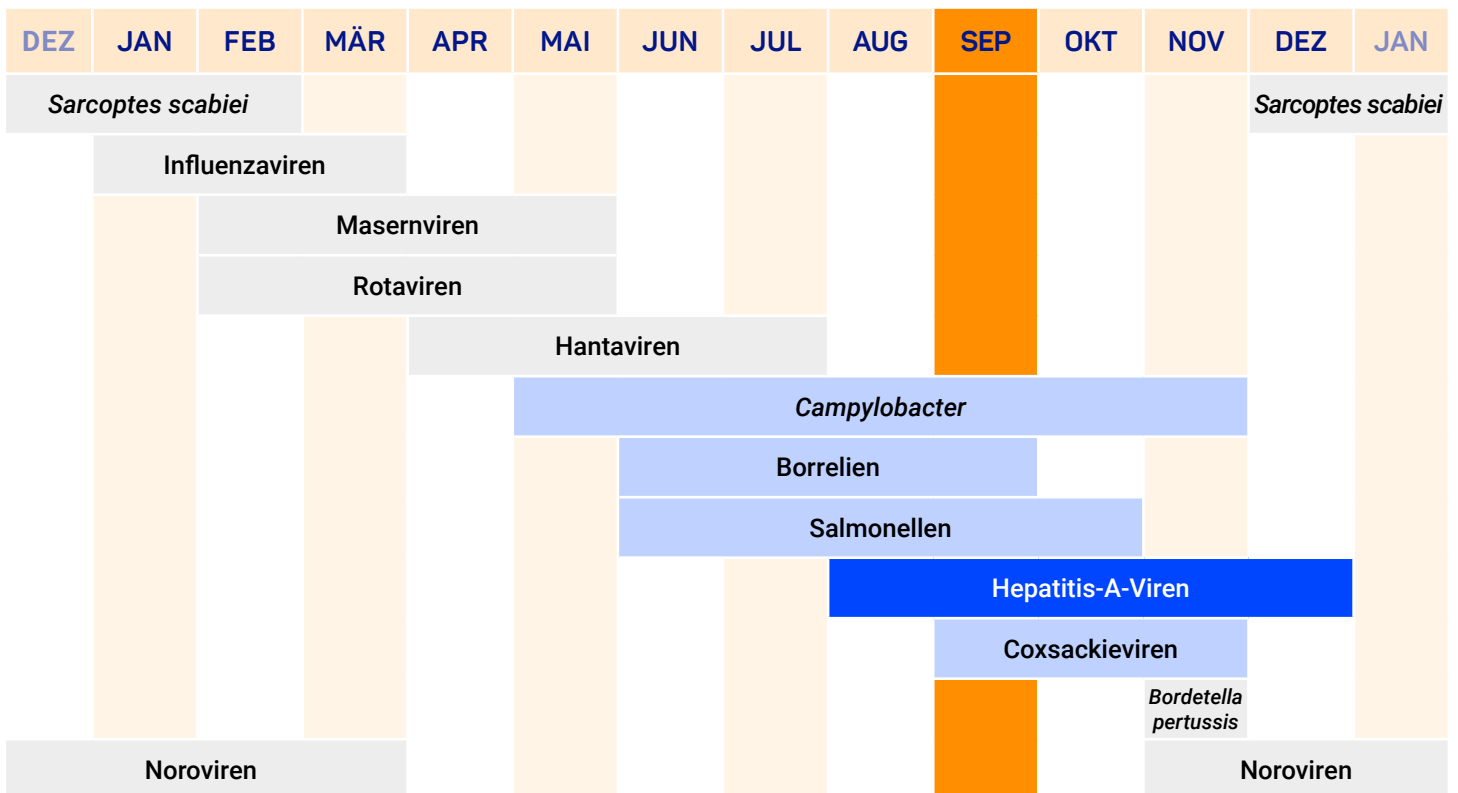 DEZ JAN FEB MÄR APR MAI JUN JUL AUG SEP OKT NOV DEZ JAN
Sarcoptes scabiei Sarcoptes scabiei
Influenzaviren
Masernviren
Rotaviren
Hantaviren
Campylobacter
Borrelien
Salmonellen
Hepatitis-A-Viren
Coxsackieviren
Bordetella
pertussis
Noroviren Noroviren